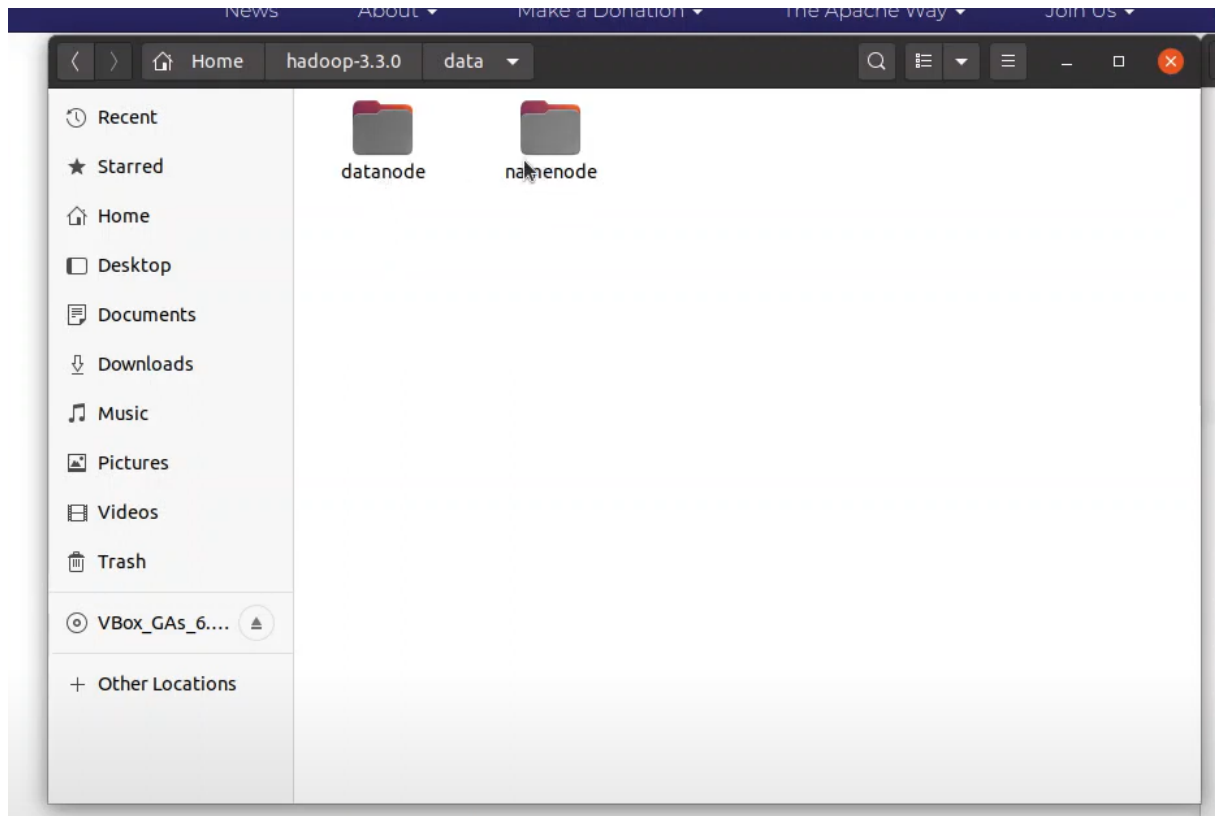 News About Make a Donation The Apache Way Join Us
Home hadoop-3.3.0 data
Recent
Starred
Home
Desktop
Documents
Downloads
Music
Pictures
Videos
Trash
VBox_GAs_6....
+ Other Locations
datanode namenode